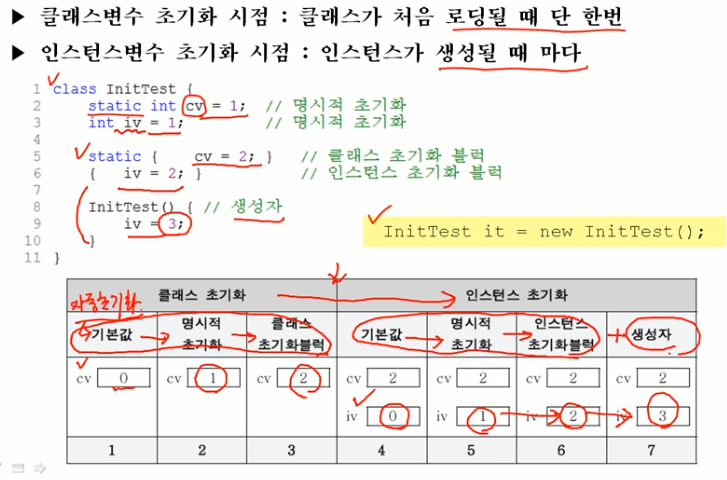 ▶ 클래스변수 초기화 시점 : 클래스가 처음 로딩될 때 단 한번
▶ 인스턴스변수 초기화 시점 : 인스턴스가 생성될 때 마다
1 class InitTest {
2 static int cv = 1; // 명시적 초기화
3 int iv = 1; // 명시적 초기화
4
5 static { cv = 2; } // 클래스 초기화 블럭
6 { iv = 2; } // 인스턴스 초기화 블럭
7
8 InitTest() { // 생성자
9 iv = 3;
10 }
11 }
InitTest it = new InitTest();
자동초기화
클래스 초기화 인스턴스 초기화
기본값 명시적 초기화 클래스 초기화블럭 기본값 명시적 초기화 인스턴스 초기화블럭 + 생성자
cv 0 cv 1 cv 2 cv 2 cv 2 cv 2 cv 2
iv 0 iv 1 iv 2 iv 3
1 2 3 4 5 6 7